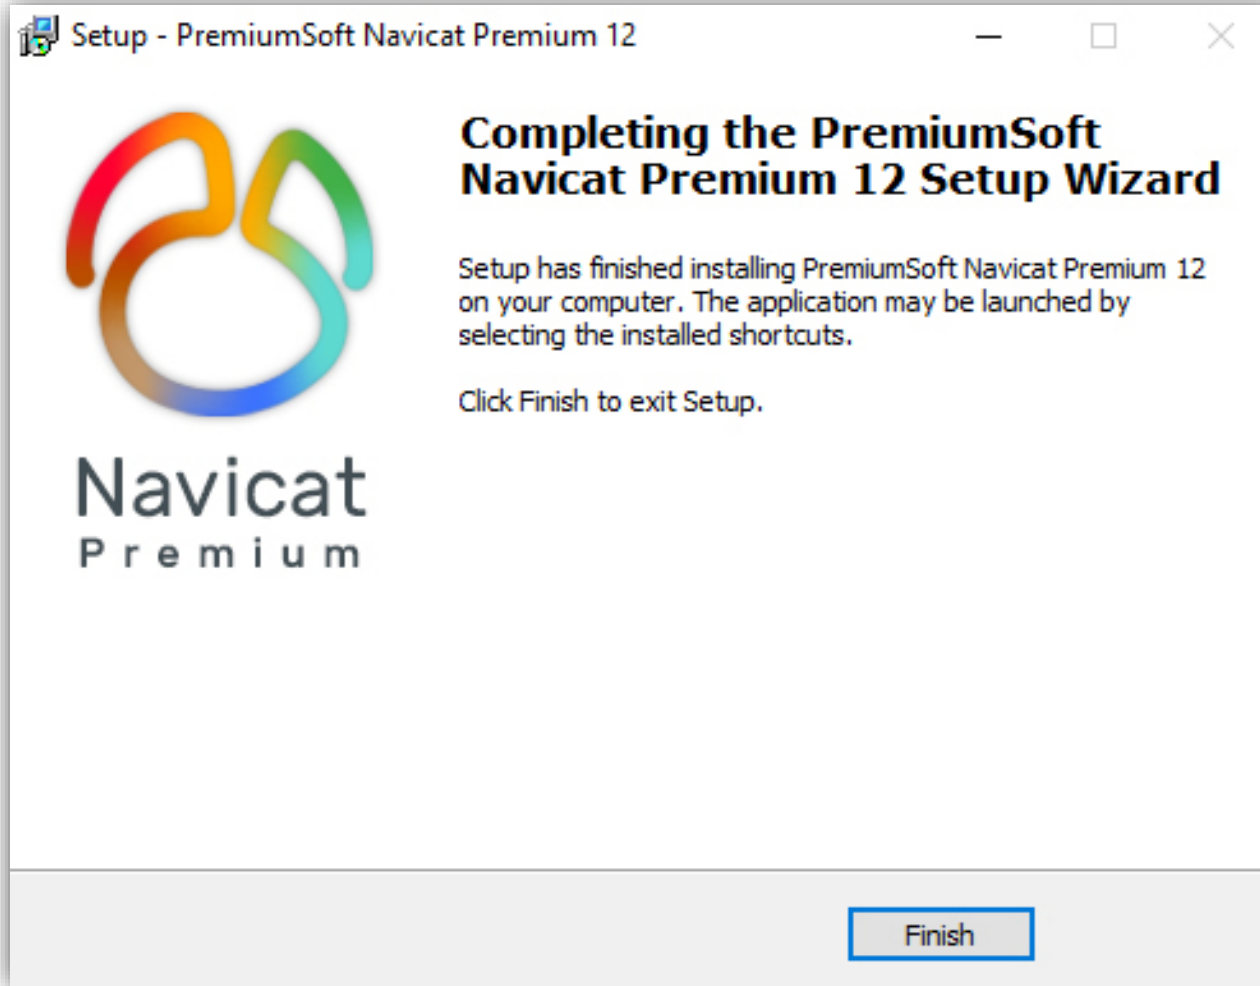 Setup - PremiumSoft Navicat Premium 12
Completing the PremiumSoft
Navicat Premium 12 Setup Wizard
Setup has finished installing PremiumSoft Navicat Premium 12
on your computer. The application may be launched by
selecting the installed shortcuts.
Click Finish to exit Setup.
Navicat
Premium
Finish